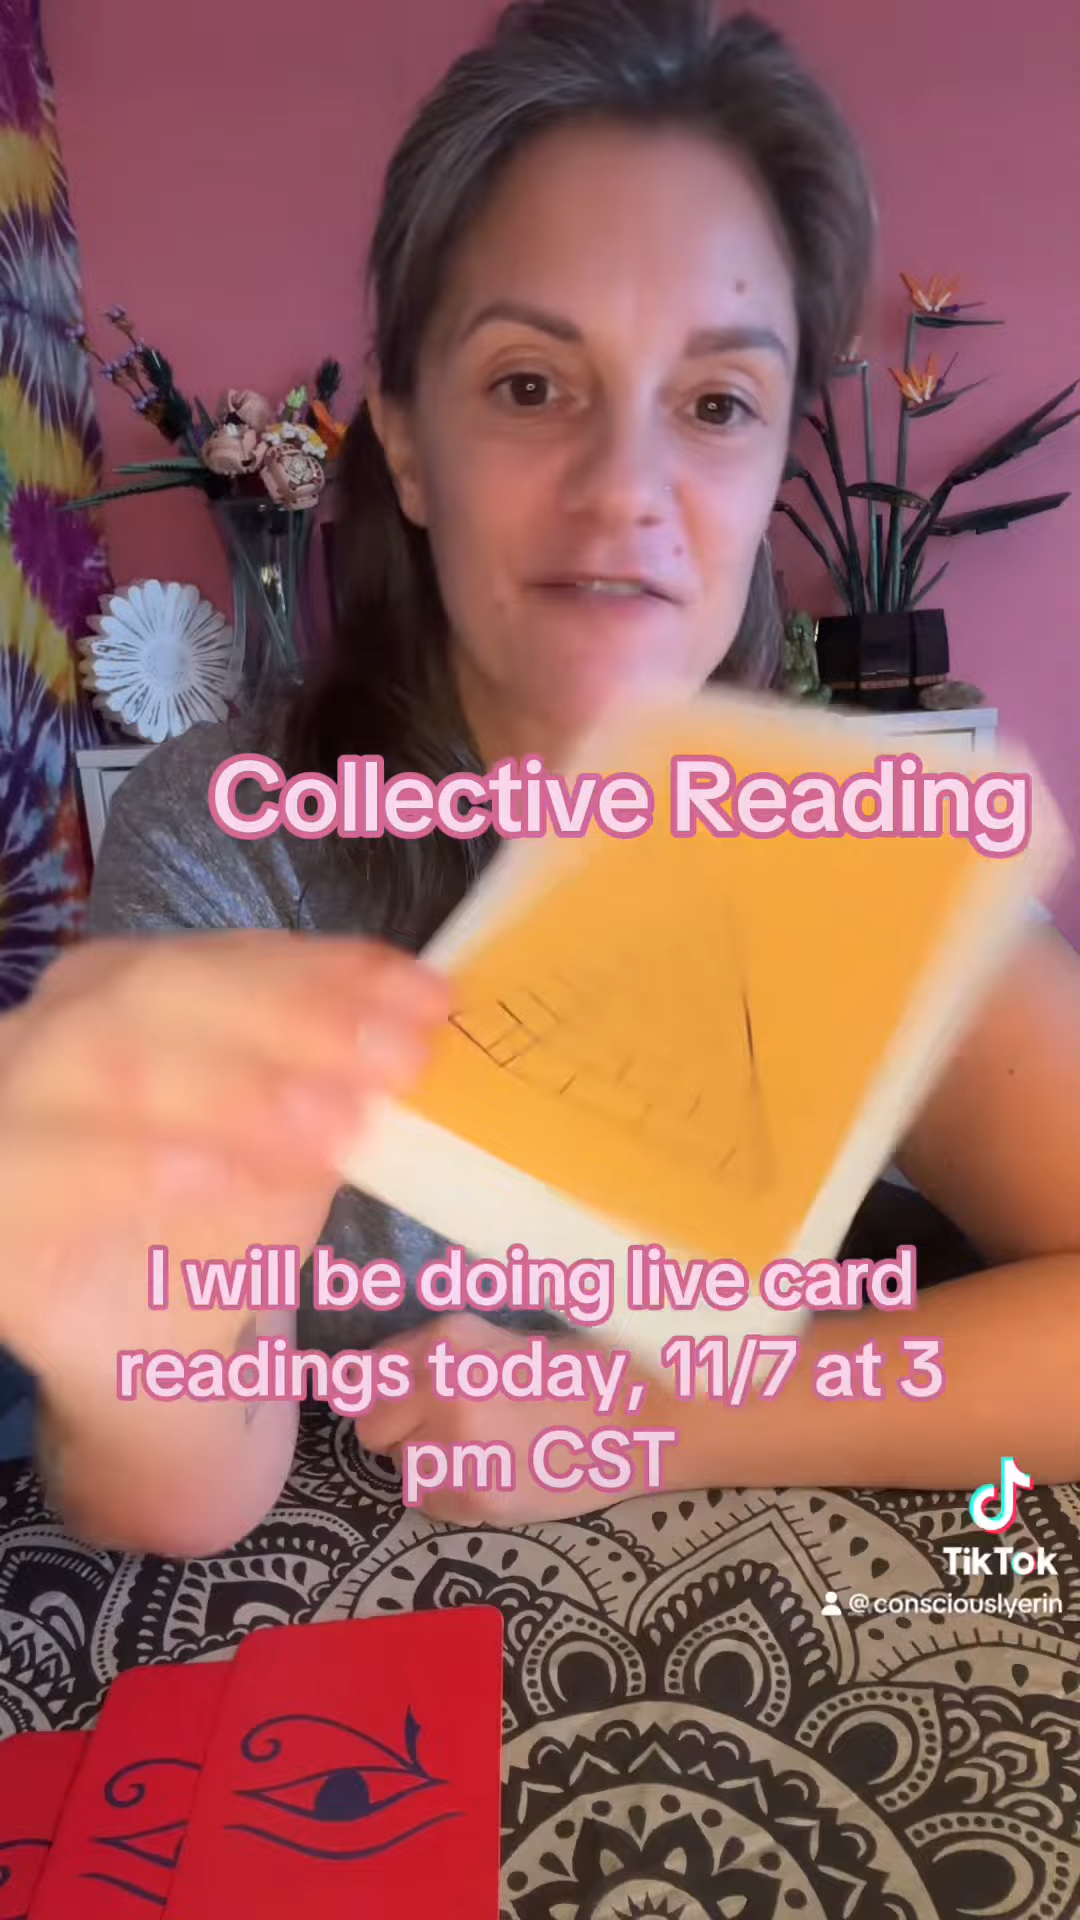 Collective Reading
I will be doing live card
readings today, 11/7 at 3
pm CST
TikTok
@consciouslyerin